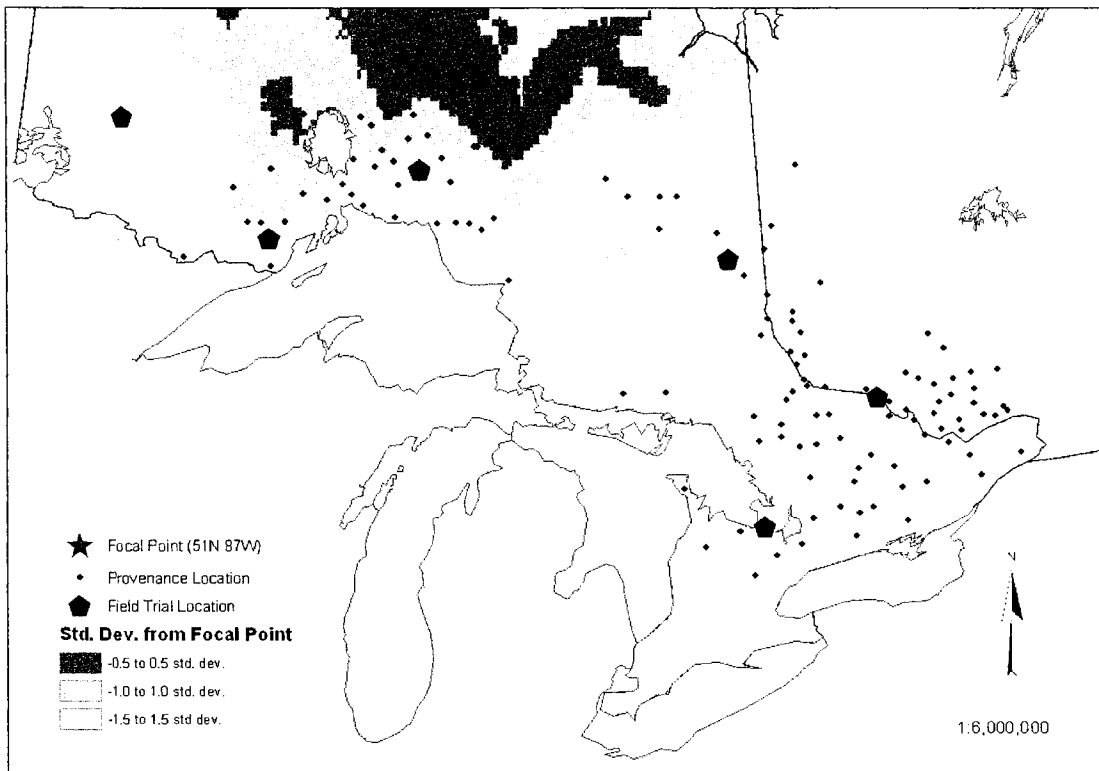 Focal Point (51N 87W)
Provenance Location
Field Trial Location
Std. Dev. from Focal Point
-0.5 to 0.5 std. dev.
-1.0 to 1.0 std. dev.
-1.5 to 1.5 std dev.
N
1:6,000,000